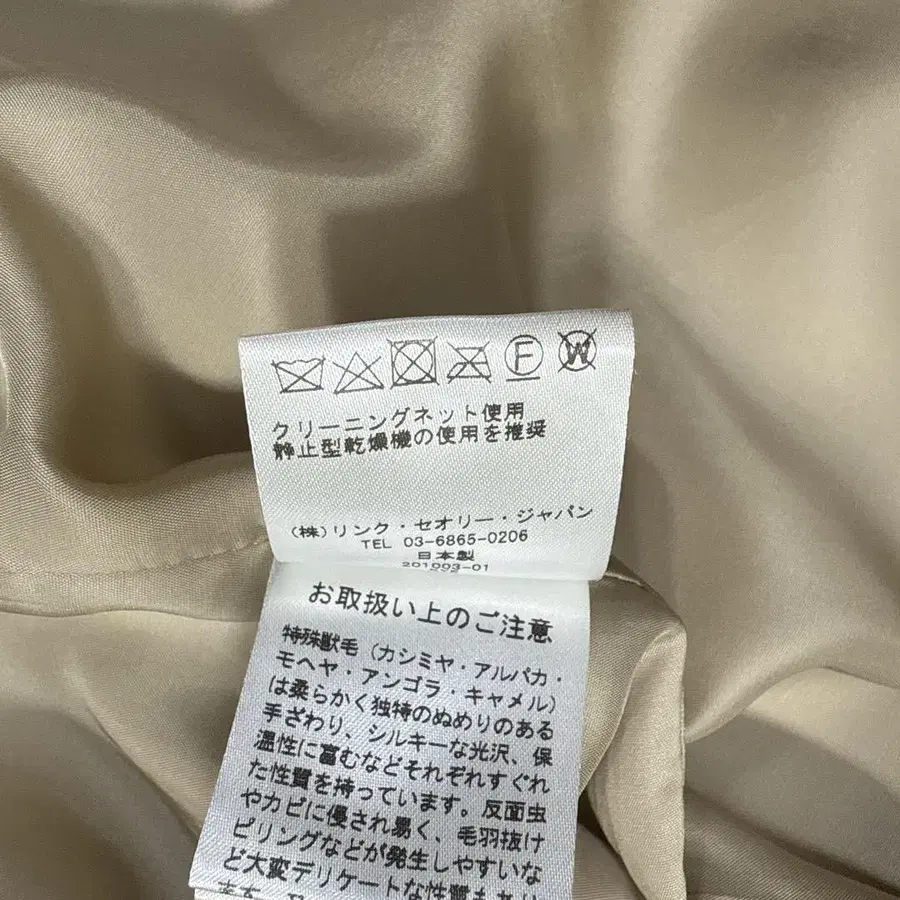 F W
クリーニングネット使用
静止型乾燥機の使用を推奨
(株)リンク・セオリー・ジャパン
TEL 03-6865-0206
日本製
201003-01
お取扱い上のご注意
特殊獣毛(カシミヤ・アルパカ・
モヘヤ・アンゴラ・キャメル)
は柔らかく独特のぬめりのある
手ざわり、シルキーな光沢、保
温性に富むなどそれぞれすぐれ
た性質を持っています。反面虫
やカビに侵され易く、毛羽抜け
ピリングなどが発生しやすいな
ど大変デリケートな性質もあり